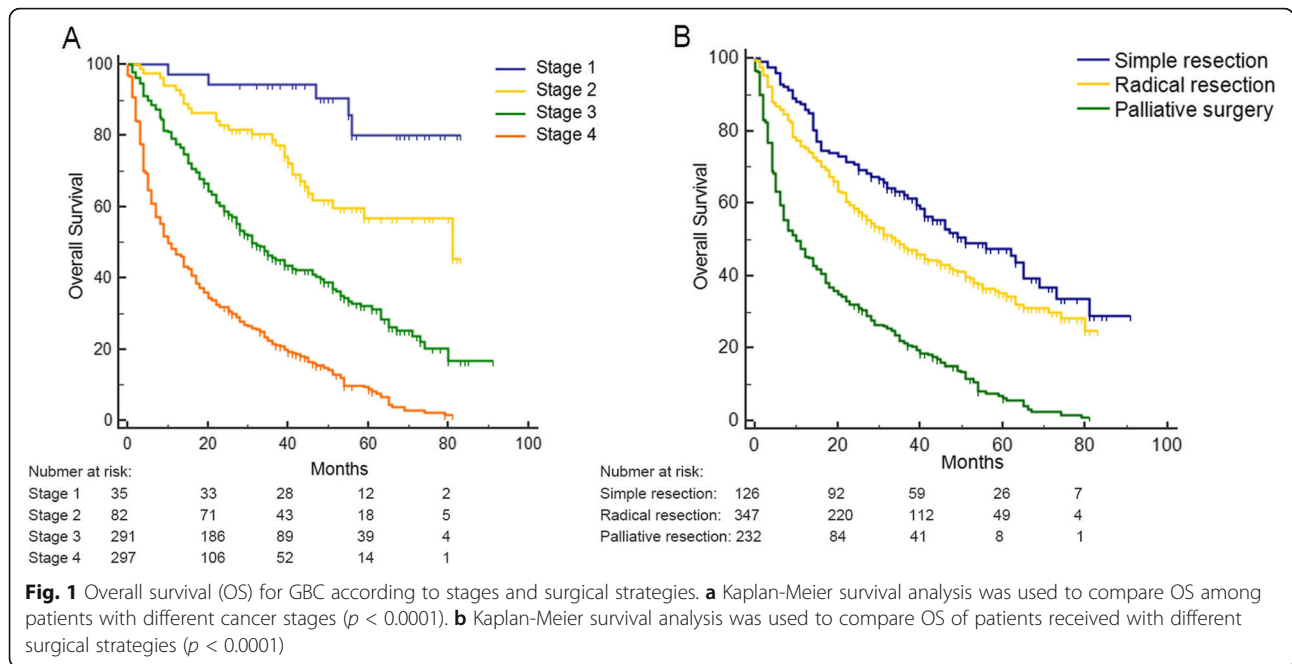 A
100
80
60
40
20
0
Overall Survival
Stage 1
Stage 2
Stage 3
Stage 4
0 20 40 60 80 100
Months
Nubmer at risk:
Stage 1 35 33 28 12 2
Stage 2 82 71 43 18 5
Stage 3 291 186 89 39 4
Stage 4 297 106 52 14 1
B
100
80
60
40
20
0
Overall Survival
Simple resection
Radical resection
Palliative surgery
0 20 40 60 80 100
Months
Nubmer at risk:
Simple resection: 126 92 59 26 7
Radical resection: 347 220 112 49 4
Palliative resection: 232 84 41 8 1
Fig. 1 Overall survival (OS) for GBC according to stages and surgical strategies. a Kaplan-Meier survival analysis was used to compare OS among
patients with different cancer stages (p < 0.0001). b Kaplan-Meier survival analysis was used to compare OS of patients received with different
surgical strategies (p < 0.0001)